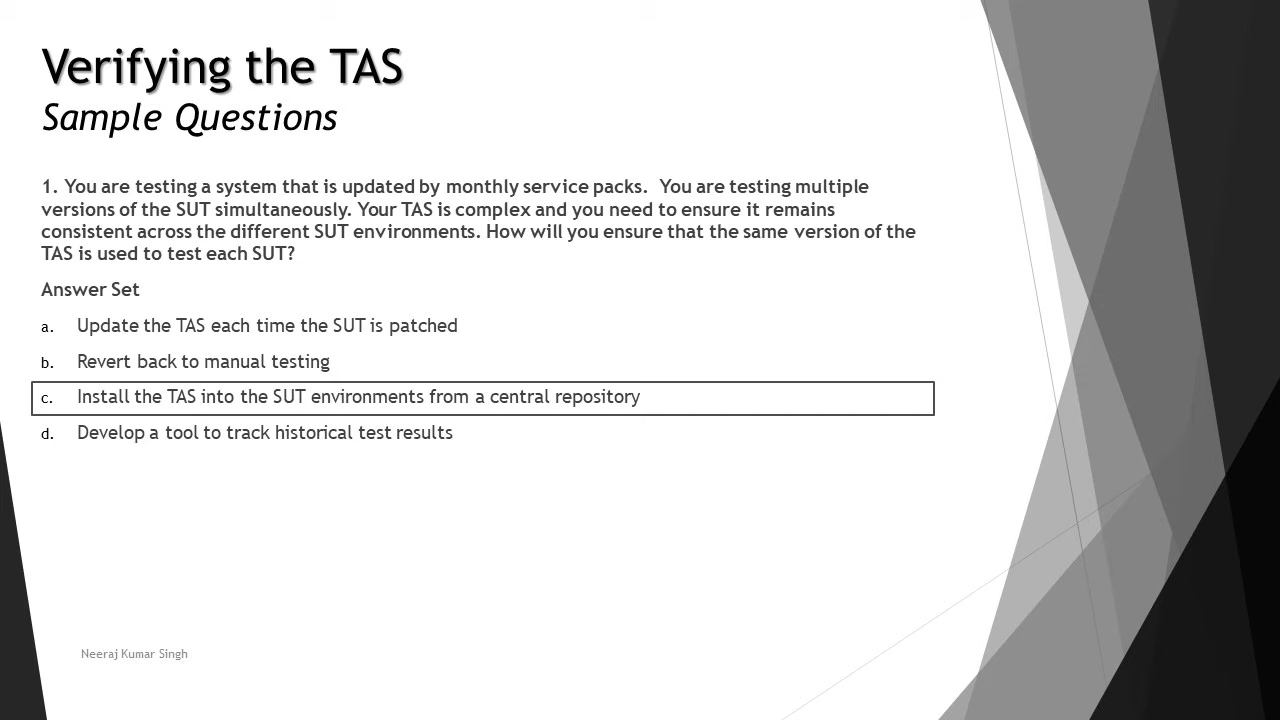 Verifying the TAS
Sample Questions
1. You are testing a system that is updated by monthly service packs.  You are testing multiple
versions of the SUT simultaneously. Your TAS is complex and you need to ensure it remains
consistent across the different SUT environments. How will you ensure that the same version of the
TAS is used to test each SUT?
Answer Set
a. Update the TAS each time the SUT is patched
b. Revert back to manual testing
c. Install the TAS into the SUT environments from a central repository
d. Develop a tool to track historical test results
Neeraj Kumar Singh